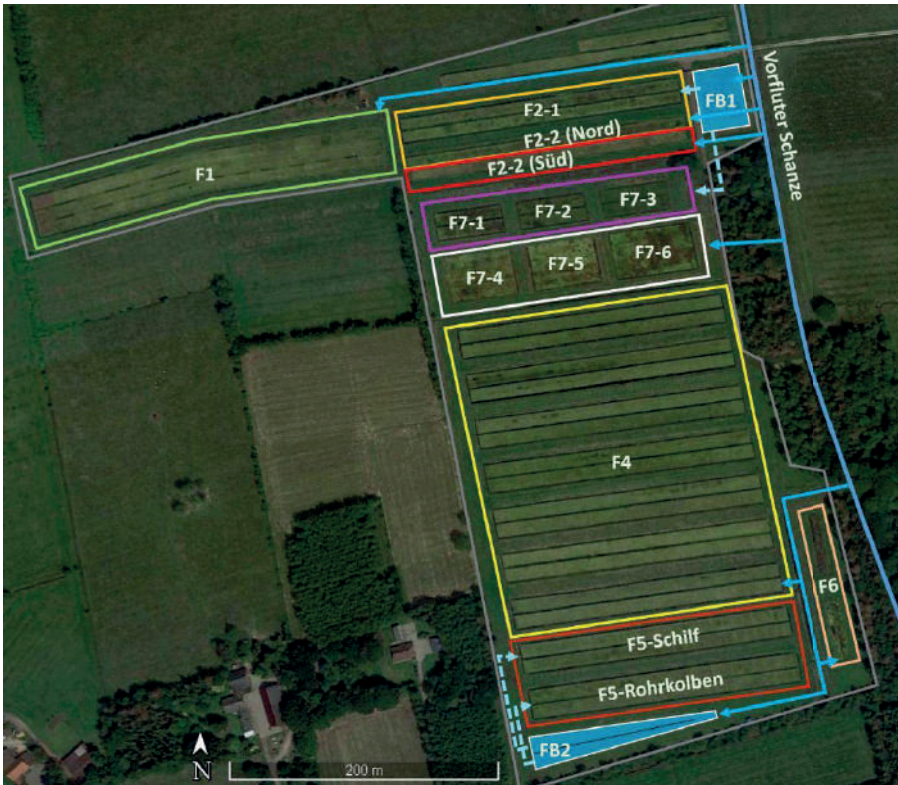 F1
F2-1
F2-2 (Nord)
F2-2 (Süd)
FB1
Vorfluter Schanze
F7-1
F7-2
F7-3
F7-4
F7-5
F7-6
F4
F6
F5-Schilf
F5-Rohrkolben
FB2
N
200 m